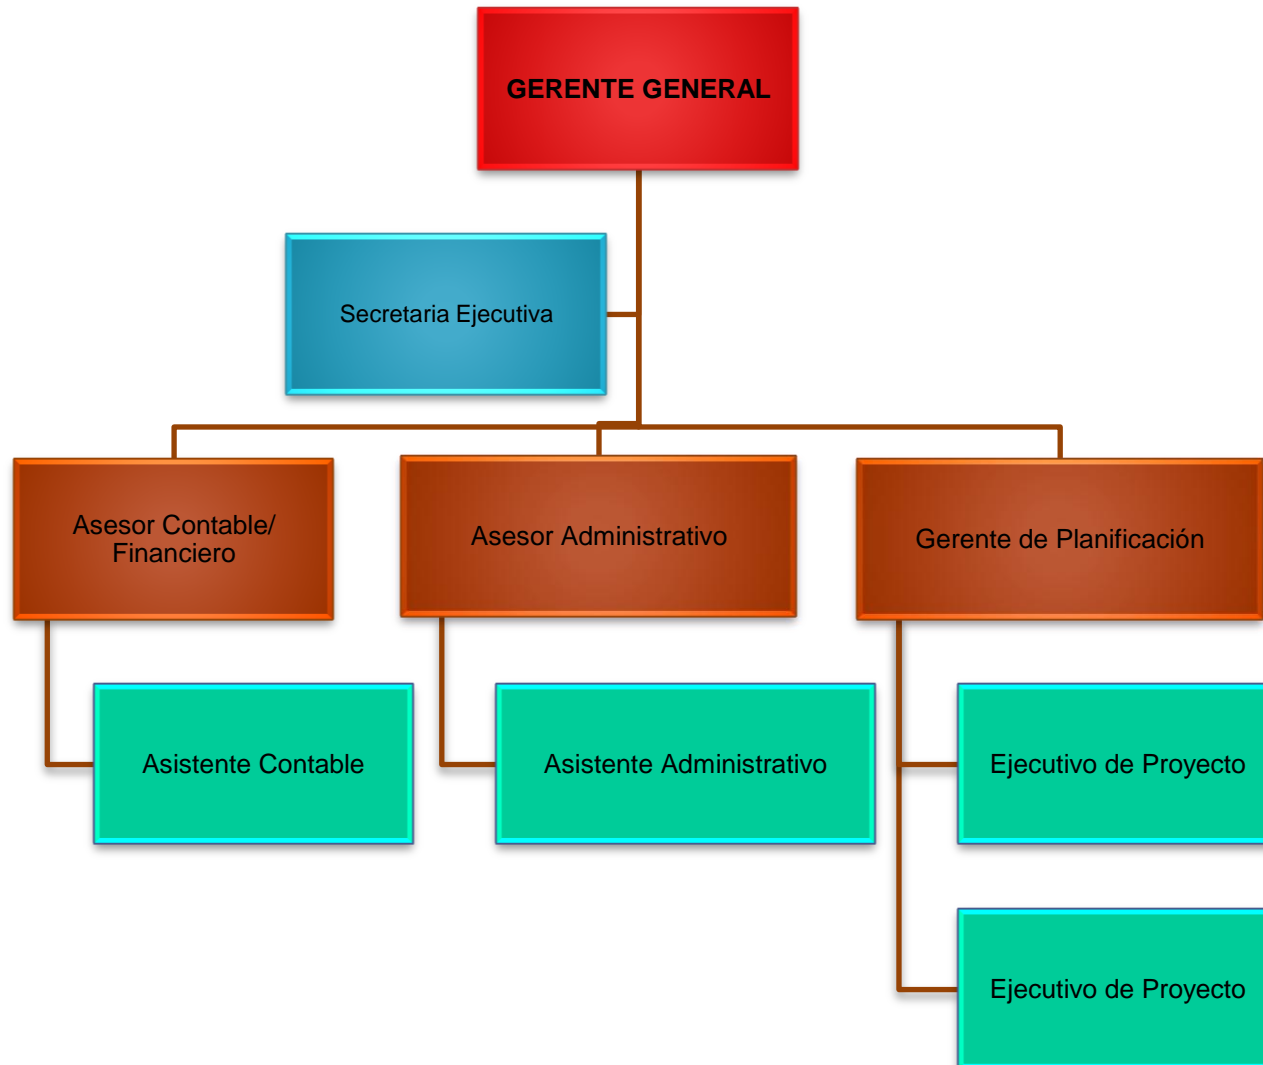 GERENTE GENERAL
Secretaria Ejecutiva
Asesor Contable/
Financiero
Asesor Administrativo
Gerente de Planificación
Asistente Contable
Asistente Administrativo
Ejecutivo de Proyecto
Ejecutivo de Proyecto